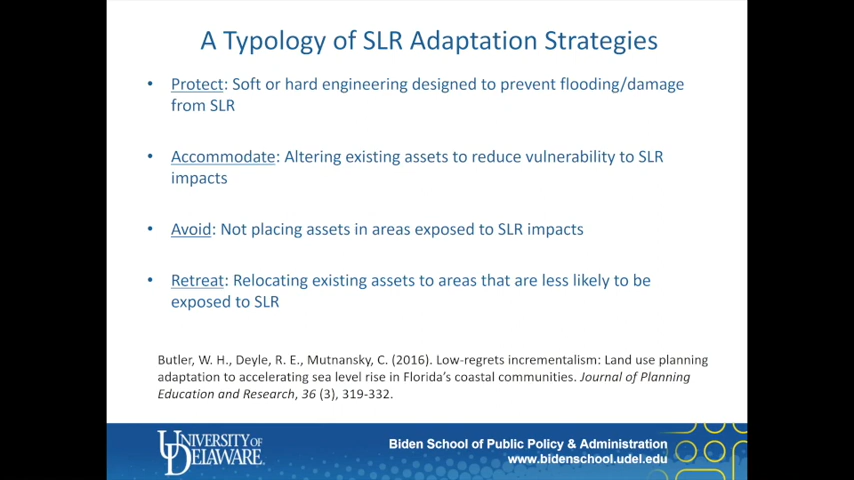 A Typology of SLR Adaptation Strategies
• Protect: Soft or hard engineering designed to prevent flooding/damage
from SLR
• Accommodate: Altering existing assets to reduce vulnerability to SLR
impacts
• Avoid: Not placing assets in areas exposed to SLR impacts
• Retreat: Relocating existing assets to areas that are less likely to be
exposed to SLR
Butler, W. H., Deyle, R. E., Mutnansky, C. (2016). Low-regrets incrementalism: Land use planning
adaptation to accelerating sea level rise in Florida's coastal communities. Journal of Planning
Education and Research, 36 (3), 319-332.
UNIVERSITY OF
DELAWARE.
Biden School of Public Policy & Administration
www.bidenschool.udel.edu